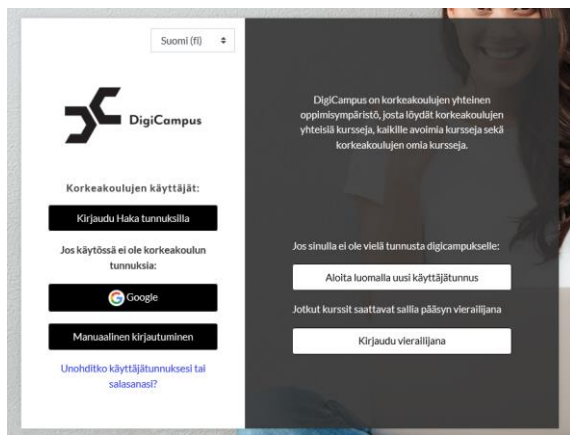 Suomi (fi)
DigiCampus
Korkeakoulujen käyttäjät:
Kirjaudu Haka tunnuksilla
Jos käytössä ei ole korkeakoulun
tunnuksia:
Google
Manuaalinen kirjautuminen
Unohditko käyttäjätunnuksesi tai
salasanasi?
DigiCampus on korkeakoulujen yhteinen
oppimisympäristö, josta löydät korkeakoulujen
yhteisiä kursseja, kaikille avoimia kursseja sekä
korkeakoulujen omia kursseja.
Jos sinulla ei ole vielä tunnusta digicampukselle:
Aloita luomalla uusi käyttäjätunnus
Jotkut kurssit saattavat sallia pääsyn vierailijana
Kirjaudu vierailijana